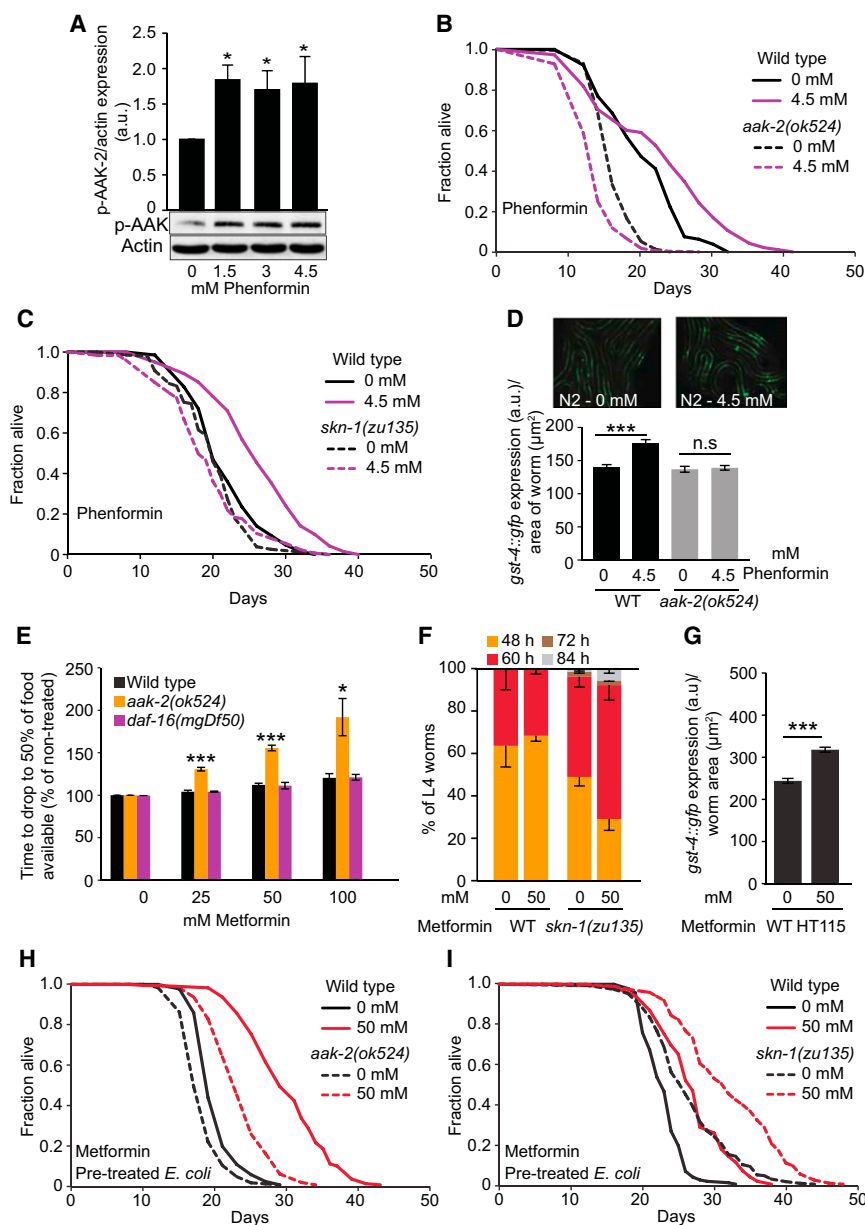 A
p-AAK-2/actin expression
(a.u.)
2.5
2.0
1.5
1.0
0.5
0
*
*
*
p-AAK
Actin
0 1.5 3 4.5
mM Phenformin
B
Fraction alive
1.0
0.8
0.6
0.4
0.2
0
Wild type
0 mM
4.5 mM
aak-2(ok524)
0 mM
4.5 mM
Phenformin
0 10 20 30 40 50
Days
C
Fraction alive
1.0
0.8
0.6
0.4
0.2
0
Wild type
0 mM
4.5 mM
skn-1(zu135)
0 mM
4.5 mM
Phenformin
0 10 20 30 40 50
Days
D
N2 - 0 mM
N2 - 4.5 mM
gst-4::gfp expression (a.u.)/
area of worm (µm²)
200
150
100
50
0
***
n.s
mM
0 4.5 0 4.5 Phenformin
WT aak-2(ok524)
E
Time to drop to 50% of food
available (% of non-treated)
250
200
150
100
50
0
Wild type
aak-2(ok524)
daf-16(mgDf50)
***
***
*
0 25 50 100
mM Metformin
F
48 h
72 h
60 h
84 h
% of L4 worms
100
80
60
40
20
0
mM 0 50 0 50
Metformin WT skn-1(zu135)
G
gst-4::gfp expression (a.u)/
worm area (µm²)
500
400
300
200
100
0
***
mM 0 50
Metformin WT HT115
H
Fraction alive
1.0
0.8
0.6
0.4
0.2
0
Wild type
0 mM
50 mM
aak-2(ok524)
0 mM
50 mM
Metformin
Pre-treated E. coli
0 10 20 30 40 50
Days
I
Fraction alive
1.0
0.8
0.6
0.4
0.2
0
Wild type
0 mM
50 mM
skn-1(zu135)
0 mM
50 mM
Metformin
Pre-treated E. coli
0 10 20 30 40 50
Days